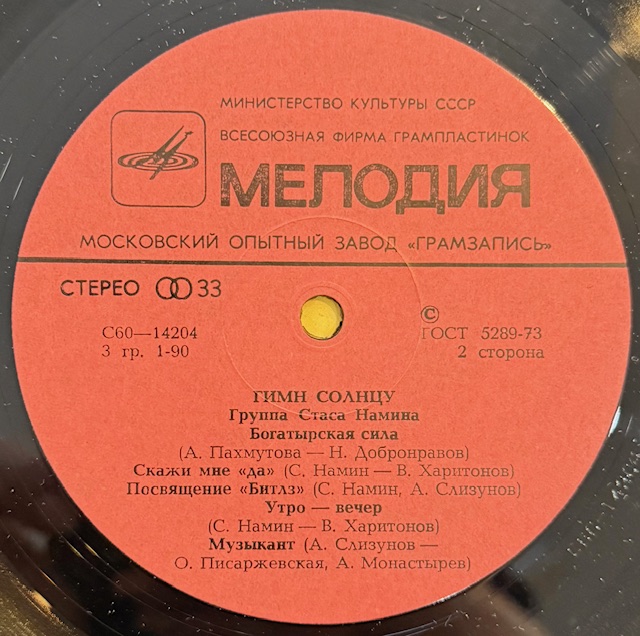 МИНИСТЕРСТВО КУЛЬТУРЫ СССР
ВСЕСОЮЗНАЯ ФИРМА ГРАМПЛАСТИНОК
МЕЛОДИЯ
МОСКОВСКИЙ ОПЫТНЫЙ ЗАВОД «ГРАМЗАПИСЬ»
СТЕРЕО 33
С60—14204
3 гр. 1-90
©
ГОСТ 5289-73
2 сторона
ГИМН СОЛНЦУ
Группа Стаса Намина
Богатырская сила
(А. Пахмутова — Н. Добронравов)
Скажи мне «да» (С. Намин — В. Харитонов)
Посвящение «Битлз» (С. Намин, А. Слизунов)
Утро — вечер
(С. Намин — В. Харитонов)
Музыкант (А. Слизунов —
О. Писаржевская, А. Монастырев)